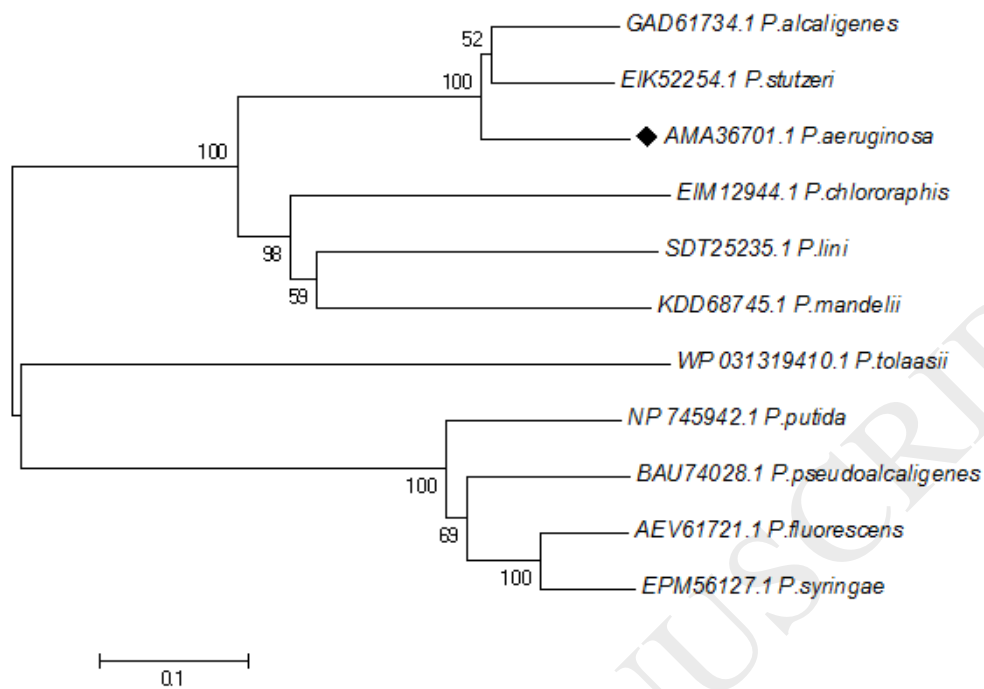 GAD61734.1 P.alcaligenes
52
EIK52254.1 P.stutzeri
100
AMA36701.1 P.aeruginosa
100
EIM12944.1 P.chlororaphis
98
SDT25235.1 P.lini
59
KDD68745.1 P.mandelii
WP 031319410.1 P.tolaasii
NP 745942.1 P.putida
100
BAU74028.1 P.pseudoalcaligenes
69
AEV61721.1 P.fluorescens
100
EPM56127.1 P.syringae
0.1